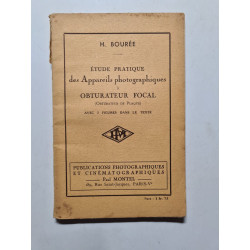 H. BOURÉE
ÉTUDE PRATIQUE
des Appareils photographiques
à
OBTURATEUR FOCAL
(OBTURATEUR DE PLAQUE)
AVEC 7 FIGURES DANS LE TEXTE
PUBLICATIONS PHOTOGRAPHIQUES
ET CINÉMATOGRAPHIQUES
Paul MONTEL
189, Rue Saint-Jacques, PARIS-Vᵉ